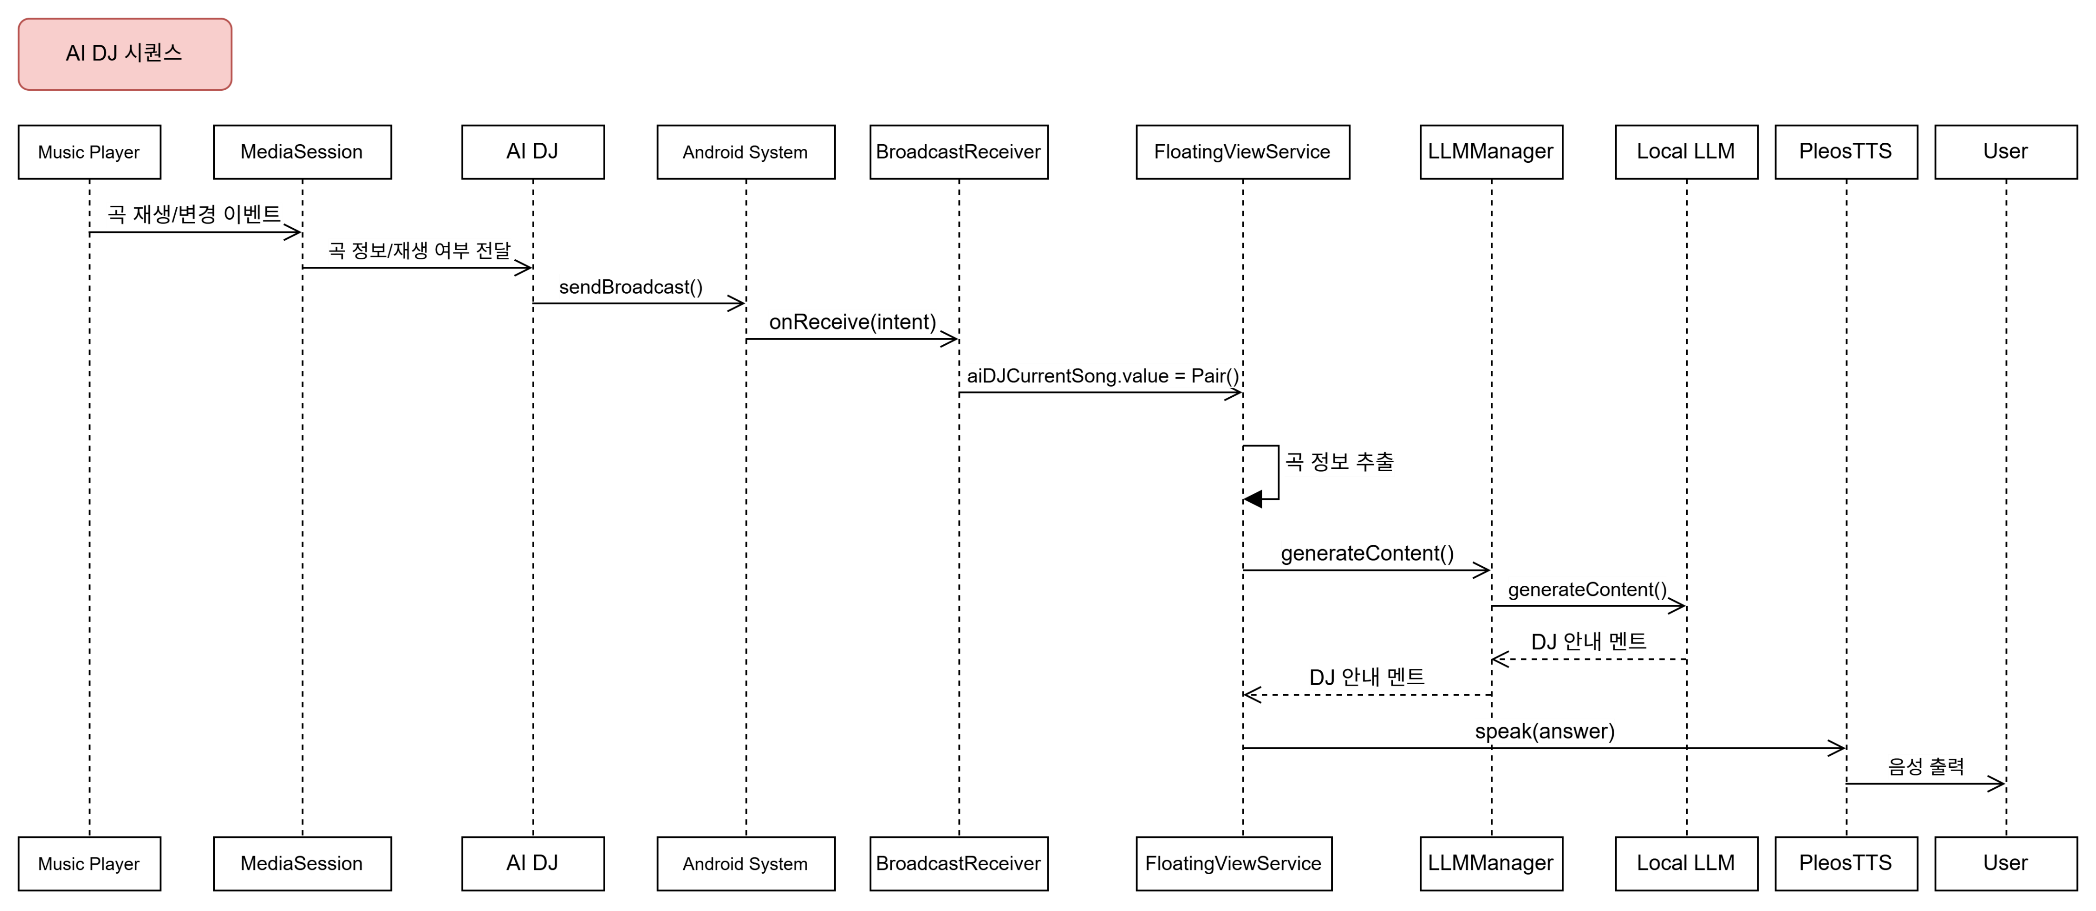 AI DJ 시퀀스
Music Player
MediaSession
AI DJ
Android System
BroadcastReceiver
FloatingViewService
LLMManager
Local LLM
PleosTTS
User
곡 재생/변경 이벤트
곡 정보/재생 여부 전달
sendBroadcast()
onReceive(intent)
aiDJCurrentSong.value = Pair()
곡 정보 추출
generateContent()
generateContent()
DJ 안내 멘트
DJ 안내 멘트
speak(answer)
음성 출력
Music Player
MediaSession
AI DJ
Android System
BroadcastReceiver
FloatingViewService
LLMManager
Local LLM
PleosTTS
User